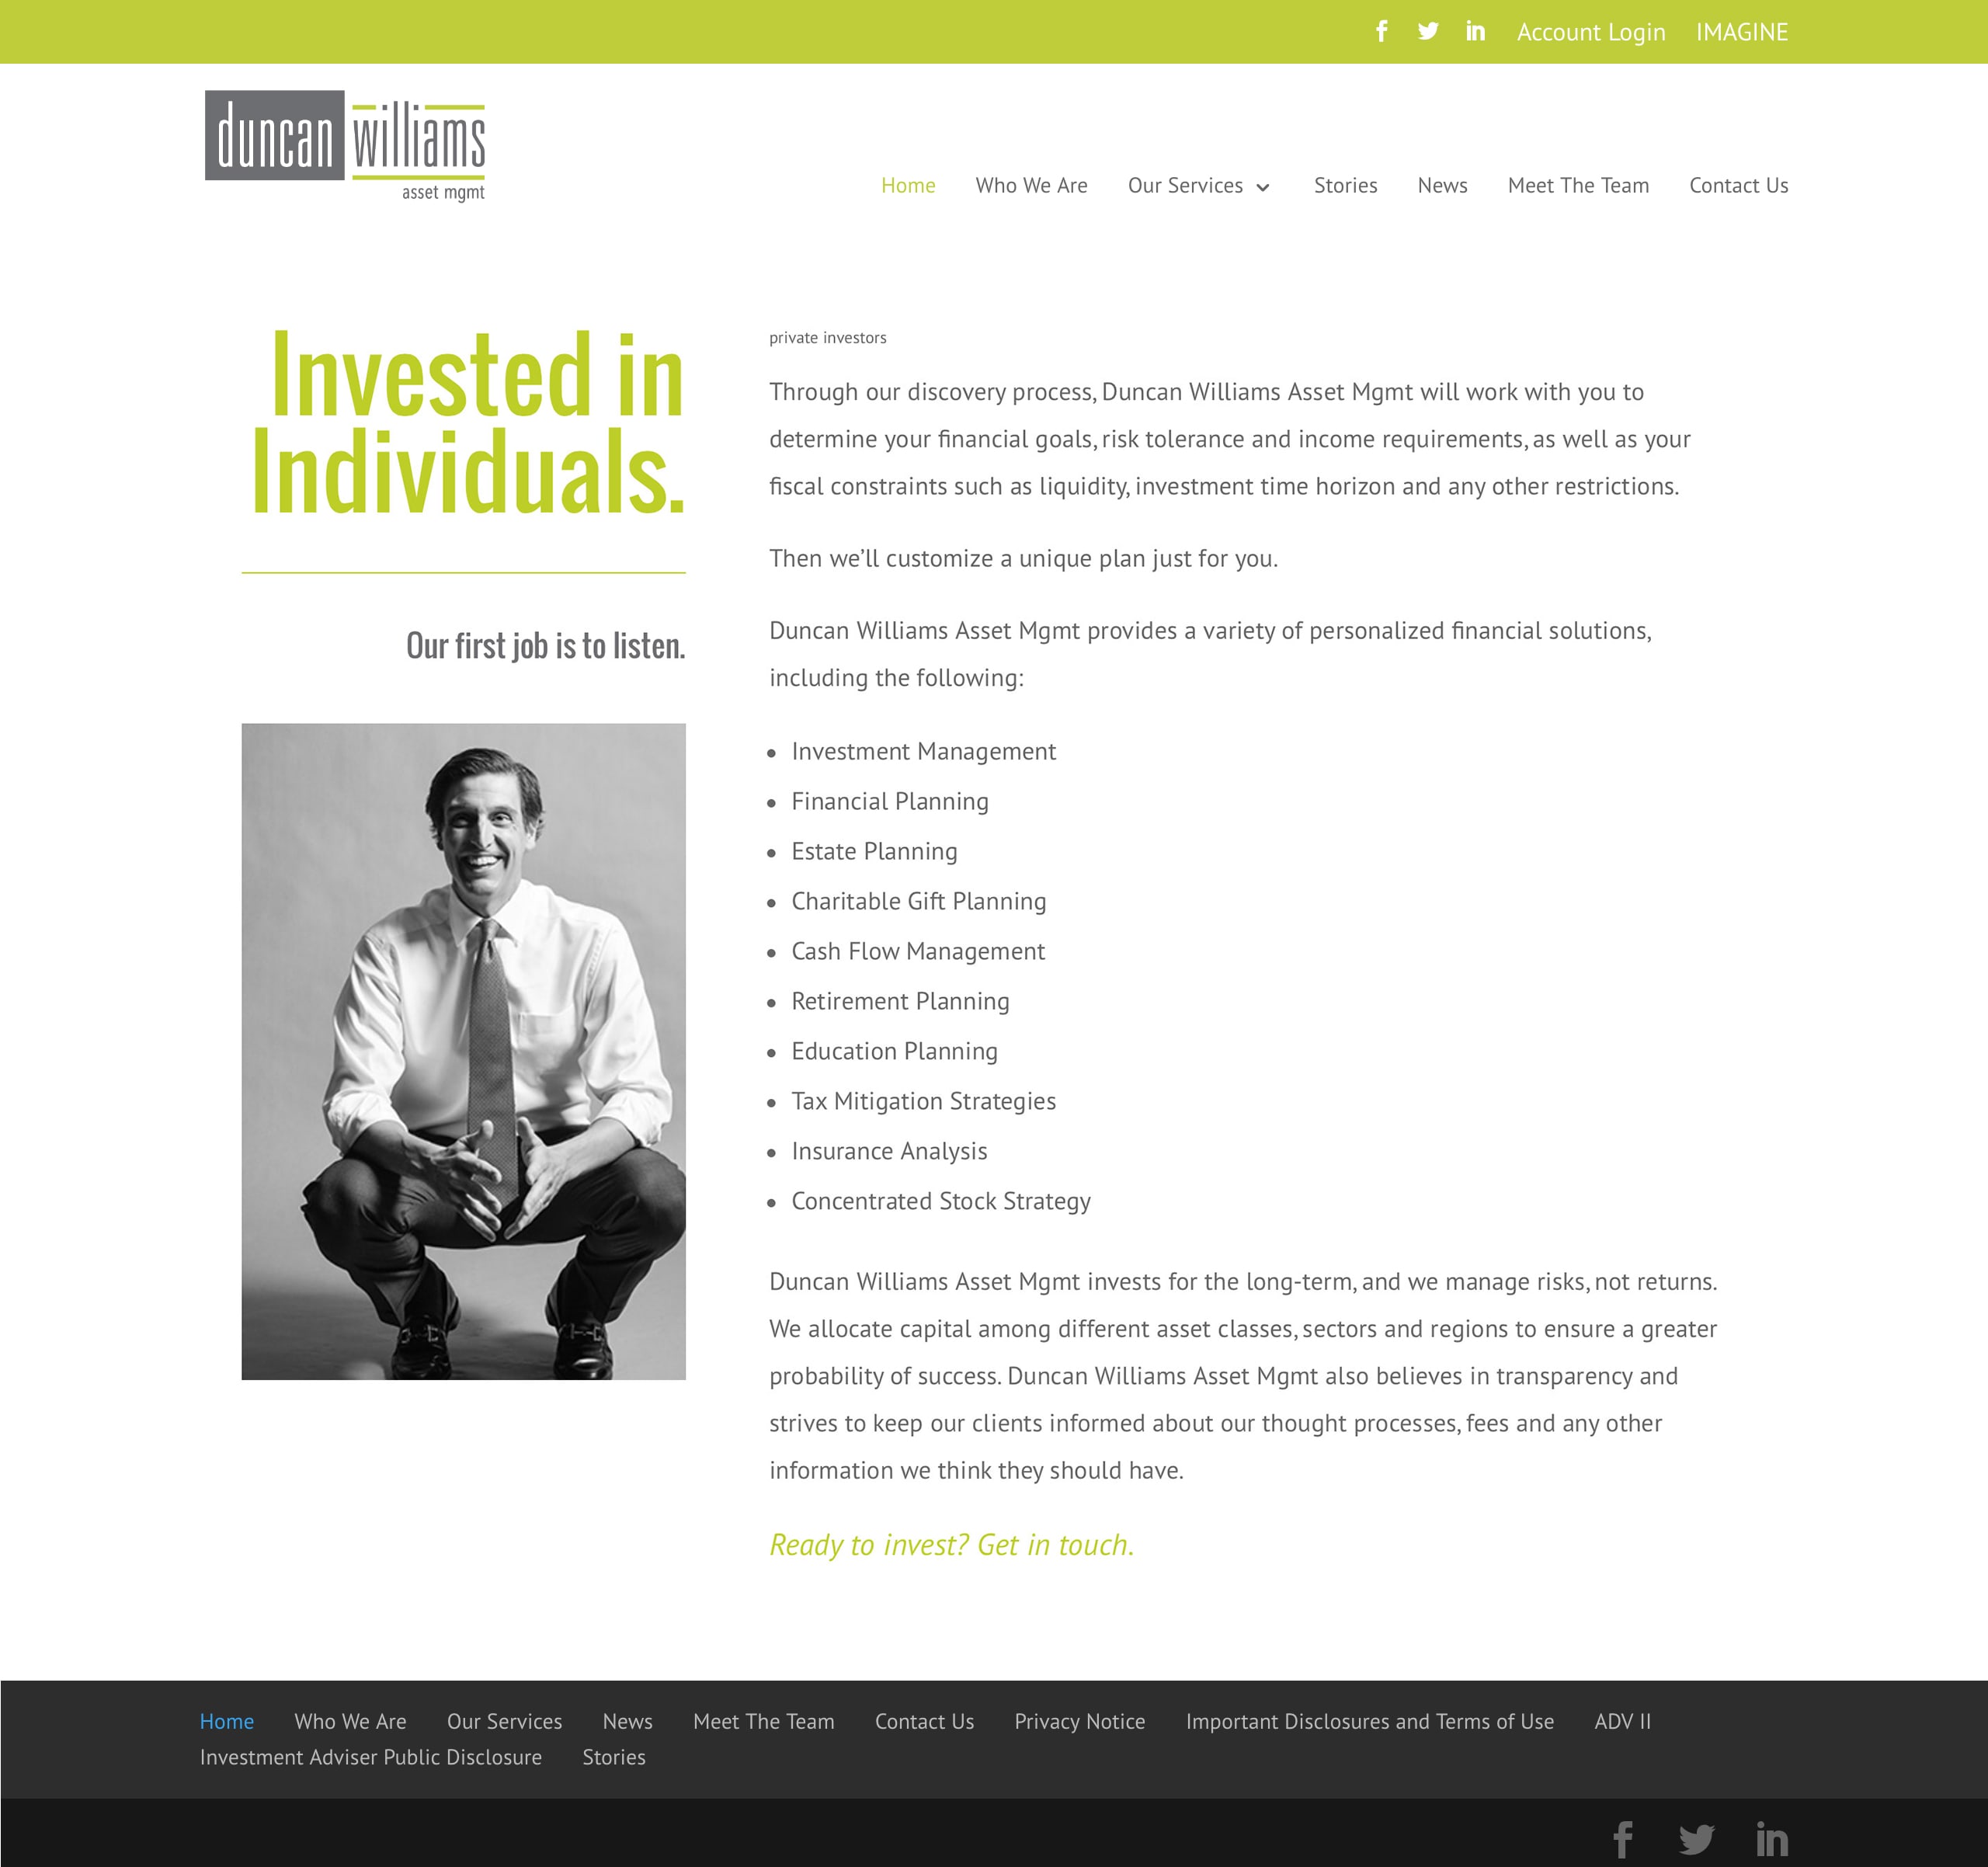 Account Login IMAGINE
duncan williams
asset mgmt
Home Who We Are Our Services Stories News Meet The Team Contact Us
Invested in
Individuals.
Our first job is to listen.
private investors
Through our discovery process, Duncan Williams Asset Mgmt will work with you to
determine your financial goals, risk tolerance and income requirements, as well as your
fiscal constraints such as liquidity, investment time horizon and any other restrictions.
Then we’ll customize a unique plan just for you.
Duncan Williams Asset Mgmt provides a variety of personalized financial solutions,
including the following:
• Investment Management
• Financial Planning
• Estate Planning
• Charitable Gift Planning
• Cash Flow Management
• Retirement Planning
• Education Planning
• Tax Mitigation Strategies
• Insurance Analysis
• Concentrated Stock Strategy
Duncan Williams Asset Mgmt invests for the long-term, and we manage risks, not returns.
We allocate capital among different asset classes, sectors and regions to ensure a greater
probability of success. Duncan Williams Asset Mgmt also believes in transparency and
strives to keep our clients informed about our thought processes, fees and any other
information we think they should have.
Ready to invest? Get in touch.
Home Who We Are Our Services News Meet The Team Contact Us Privacy Notice Important Disclosures and Terms of Use ADV II
Investment Adviser Public Disclosure Stories